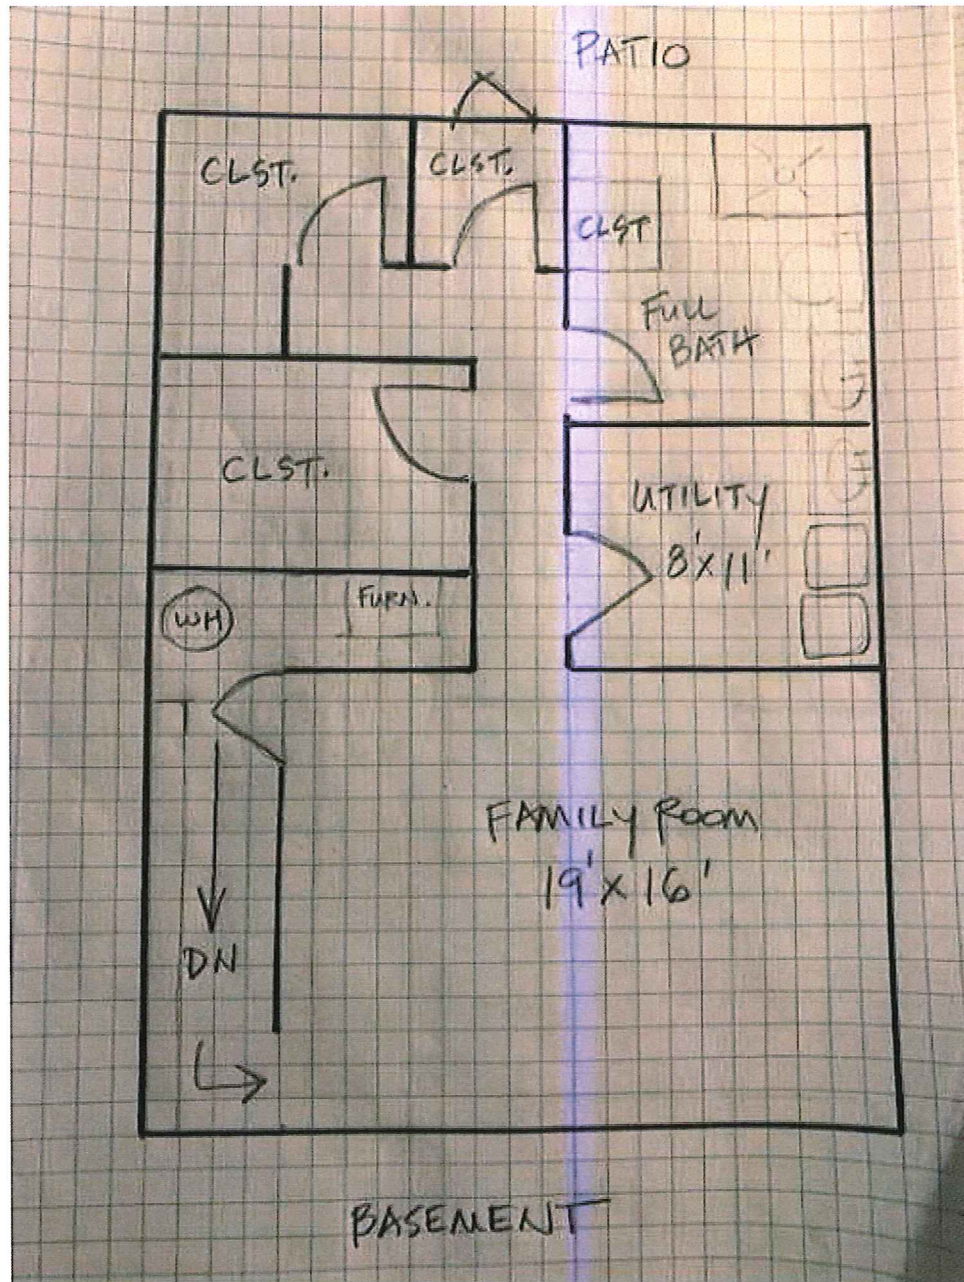 PATIO
CLST.
CLST.
CLST
FULL
BATH
CLST.
UTILITY
8'x11'
WH
FURN.
FAMILY ROOM
19'x16'
DN
BASEMENT